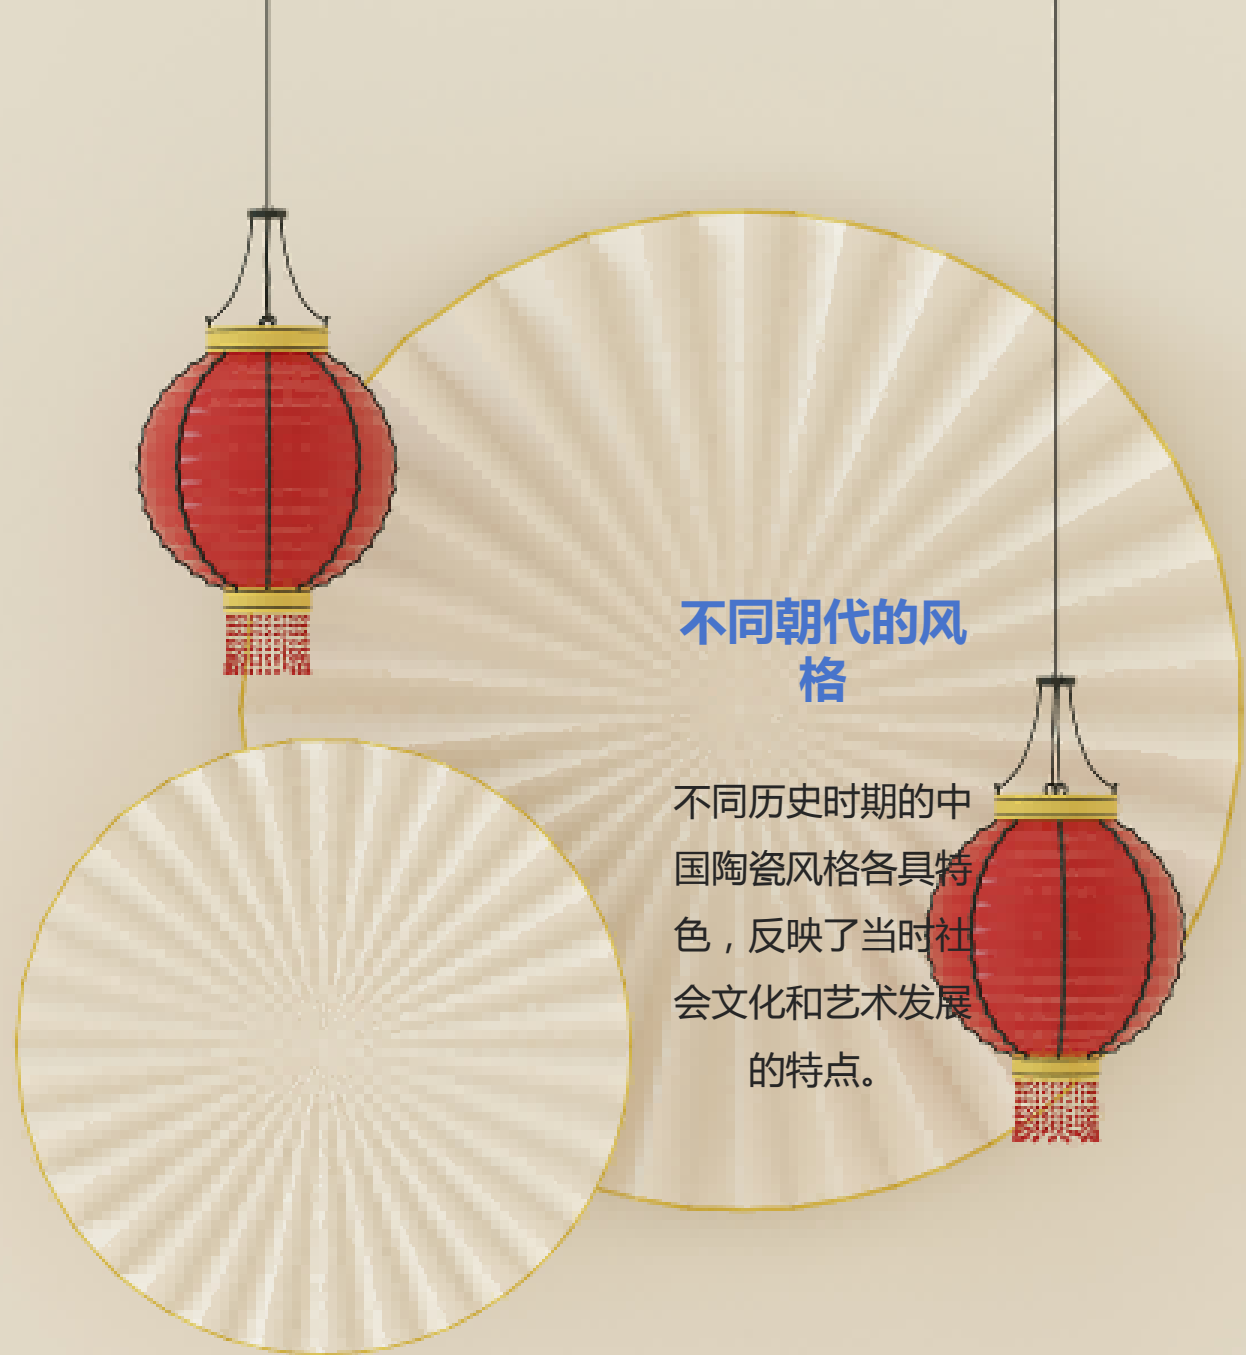 不同朝代的风
格
不同历史时期的中
国陶瓷风格各具特
色，反映了当时社
会文化和艺术发展
的特点。